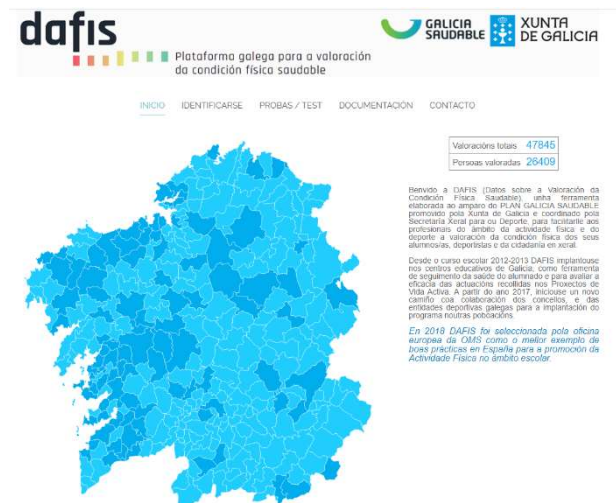 dafis
Plataforma galega para a valoración
da condición física saudable
GALICIA
SAUDABLE
XUNTA
DE GALICIA
INICIO IDENTIFICARSE PROBAS / TEST DOCUMENTACIÓN CONTACTO
Valoracións totais 47845
Persoas valoradas 26409
Benvido a DAFIS (Datos sobre a Valoración da
Condición Física Saudable), unha ferramenta
elaborada ao amparo do PLAN GALICIA SAUDABLE
promovido pola Xunta de Galicia e coordinado pola
Secretaría Xeral para o Deporte, para facilitarlle aos
profesionais do ámbito da actividade física e do
deporte a valoración da condición física dos seus
alumnos/as, deportistas e da cidadanía en xeral.
Desde o curso escolar 2012-2013 DAFIS implantouse
nos centros educativos de Galicia, como ferramenta
de seguimento da saúde do alumnado e para avaliar a
eficacia das actuacións recollidas nos Proxectos de
Vida Activa. A partir do ano 2017, iniciouse un novo
camiño coa colaboración dos concellos, e das
entidades deportivas galegas para a implantación do
programa noutras poboacións.
En 2018 DAFIS foi seleccionada pola oficina
europea da OMS como o mellor exemplo de
boas prácticas en España para a promoción da
Actividade Física no ámbito escolar.